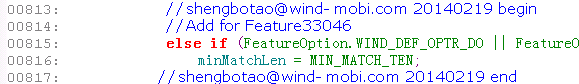 00813: //shengbotao@wind- mobi.com 20140219 begin
00814: //Add for Feature33046
00815: else if (FeatureOption.WIND_DEF_OPTR_DO || FeatureO
00816: minMatchLen = MIN_MATCH_TEN;
00817: //shengbotao@wind- mobi.com 20140219 end